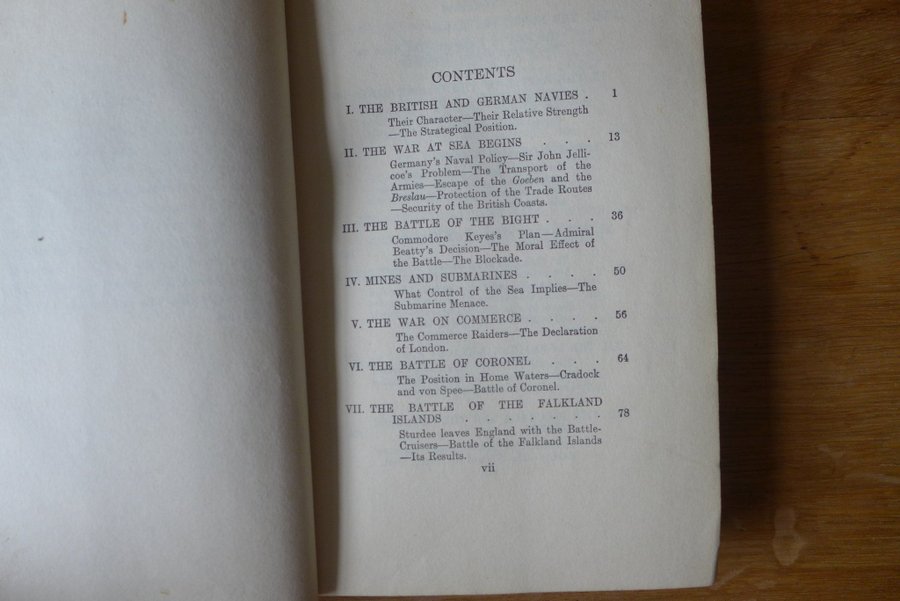 CONTENTS
I. THE BRITISH AND GERMAN NAVIES . 1
Their Character—Their Relative Strength
—The Strategical Position.
II. THE WAR AT SEA BEGINS . . . 13
Germany's Naval Policy—Sir John Jelli-
coe's Problem—The Transport of the
Armies—Escape of the Goeben and the
Breslau—Protection of the Trade Routes
—Security of the British Coasts.
III. THE BATTLE OF THE BIGHT . . . 36
Commodore Keyes's Plan—Admiral
Beatty's Decision—The Moral Effect of
the Battle—The Blockade.
IV. MINES AND SUBMARINES . . . . 50
What Control of the Sea Implies—The
Submarine Menace.
V. THE WAR ON COMMERCE . . . . 56
The Commerce Raiders—The Declaration
of London.
VI. THE BATTLE OF CORONEL . . . 64
The Position in Home Waters—Cradock
and von Spee—Battle of Coronel.
VII. THE BATTLE OF THE FALKLAND
ISLANDS . . . . . . . 78
Sturdee leaves England with the Battle-
Cruisers—Battle of the Falkland Islands
—Its Results.
vii